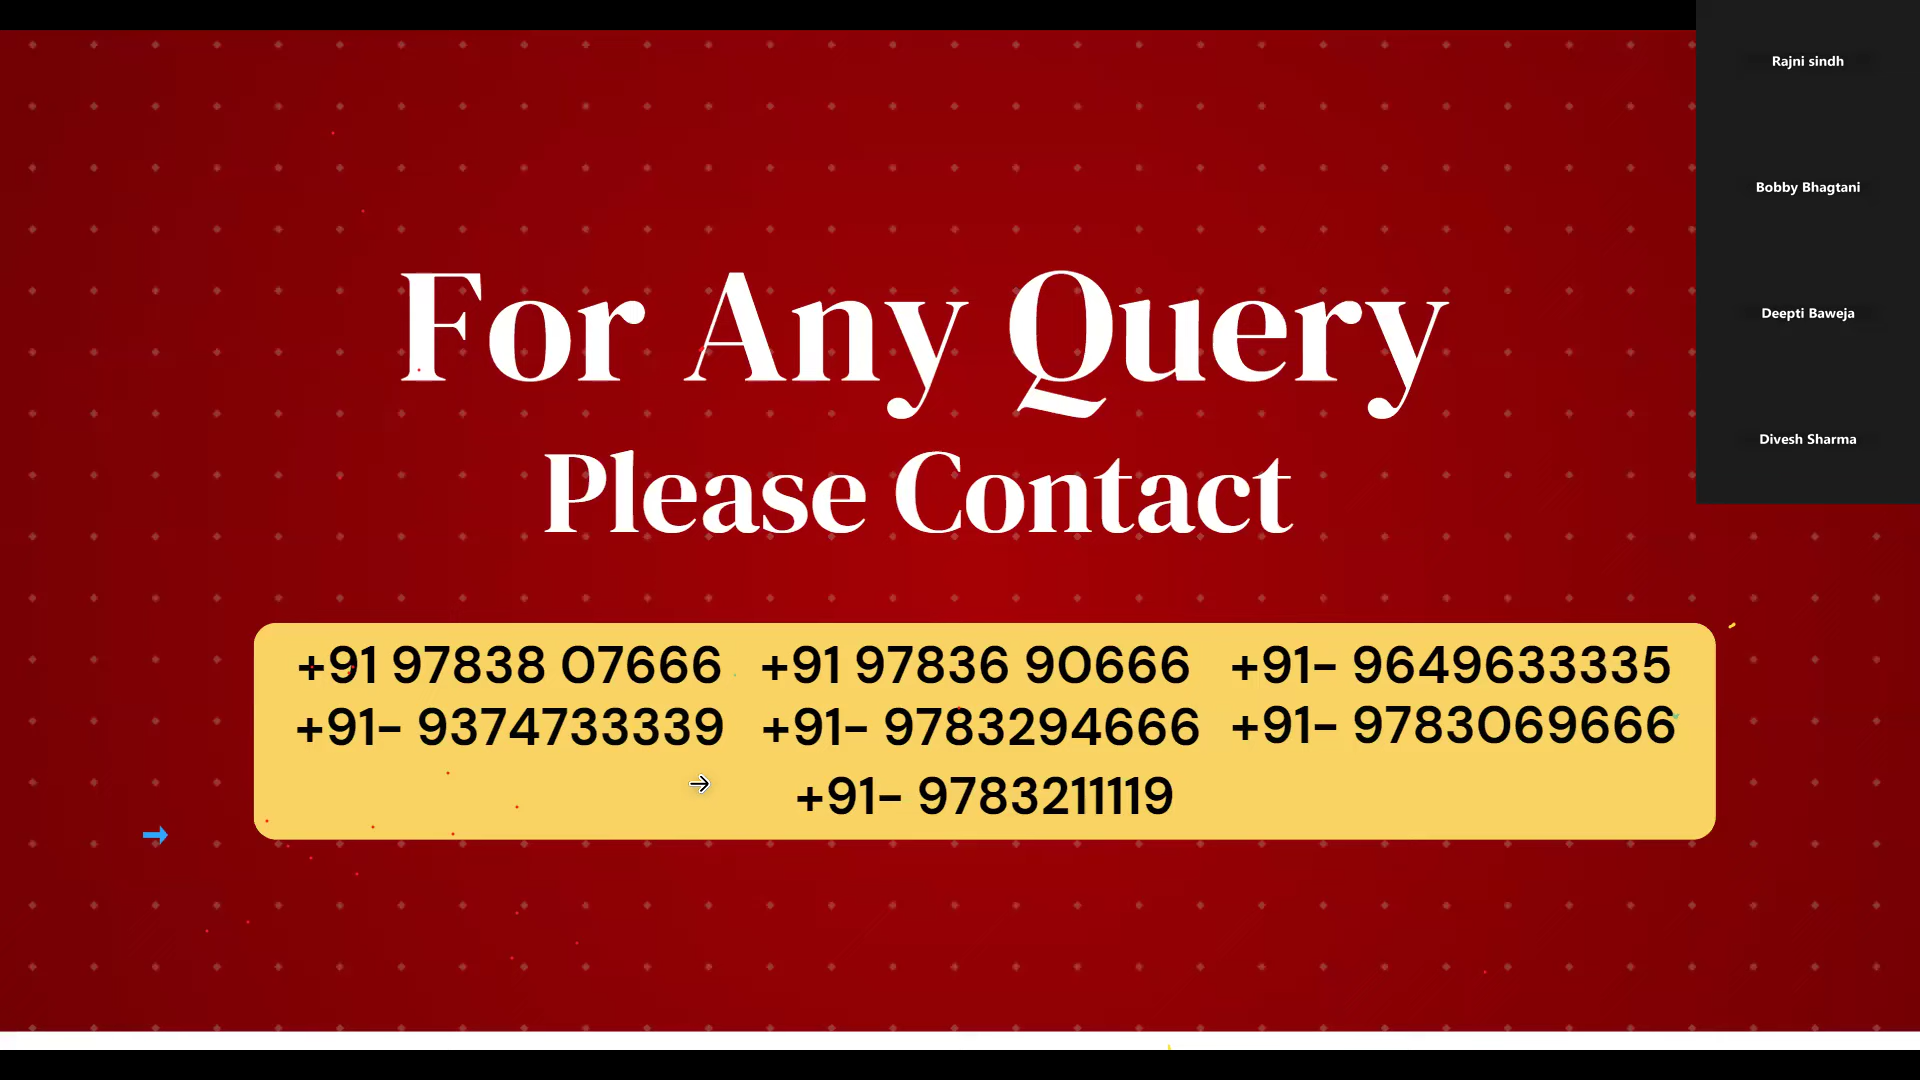 For Any Query
Please Contact
+91 97838 07666 +91 97836 90666 +91- 9649633335
+91- 9374733339 +91- 9783294666 +91- 9783069666
+91- 9783211119
Rajni sindh
Bobby Bhagtani
Deepti Baweja
Divesh Sharma